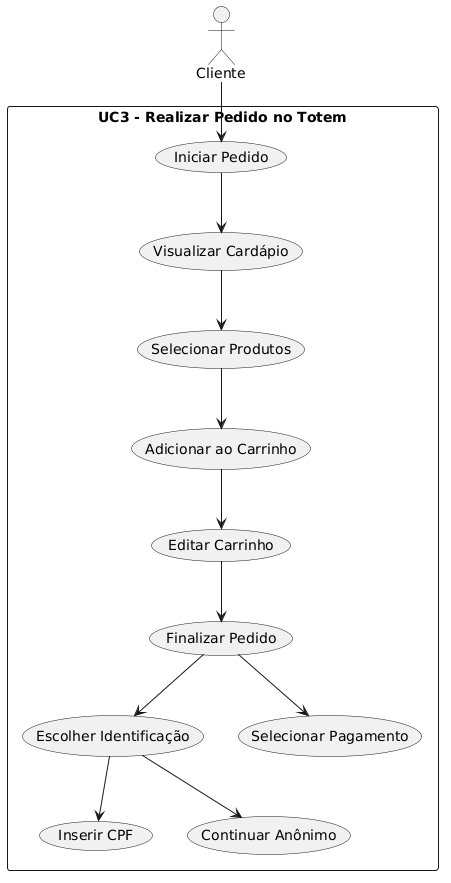 Cliente
UC3 - Realizar Pedido no Totem
Iniciar Pedido
Visualizar Cardápio
Selecionar Produtos
Adicionar ao Carrinho
Editar Carrinho
Finalizar Pedido
Escolher Identificação
Selecionar Pagamento
Inserir CPF
Continuar Anônimo